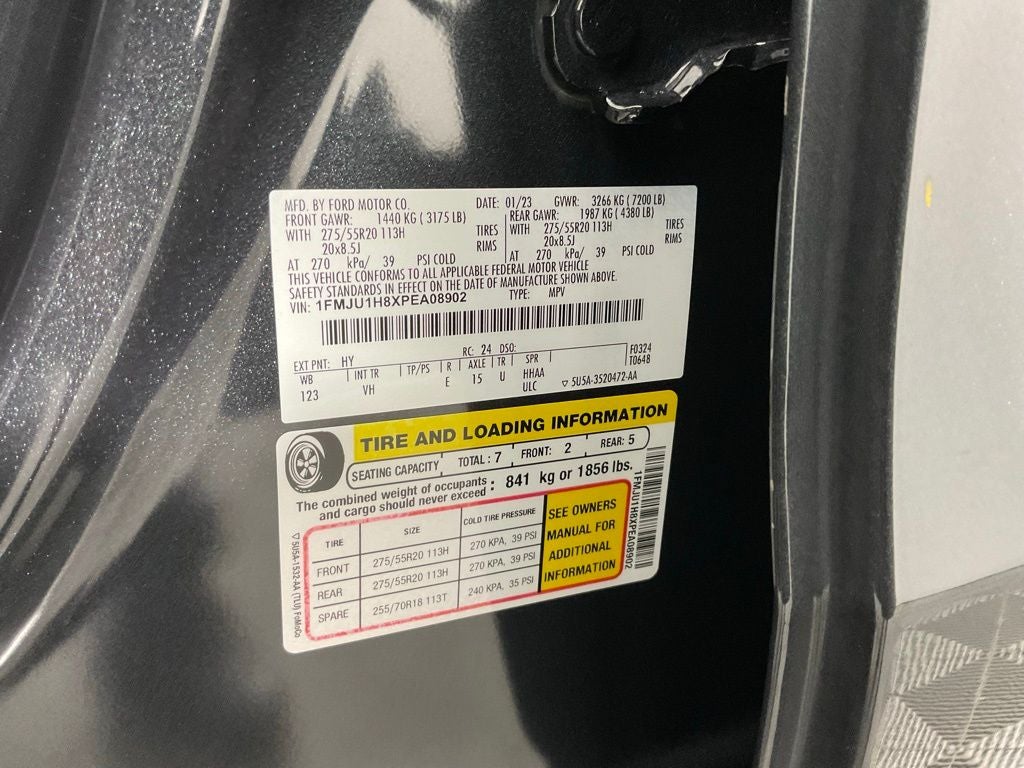 MFD. BY FORD MOTOR CO. DATE: 01/23 GVWR: 3266 KG ( 7200 LB)
FRONT GAWR: 1440 KG ( 3175 LB) REAR GAWR: 1987 KG ( 4380 LB)
WITH 275/55R20 113H TIRES WITH 275/55R20 113H TIRES
20x8.5J RIMS 20x8.5J RIMS
AT 270 kPa/ 39 PSI COLD AT 270 kPa/ 39 PSI COLD
THIS VEHICLE CONFORMS TO ALL APPLICABLE FEDERAL MOTOR VEHICLE
SAFETY STANDARDS IN EFFECT ON THE DATE OF MANUFACTURE SHOWN ABOVE.
VIN: 1FMJU1H8XPEA08902 TYPE: MPV
EXT PNT: HY RC: 24 DSO: F0324
WB INT TR TP/PS R AXLE TR SPR T0648
123 VH E 15 U HHAA
ULC ▽ 5U5A-3520472-AA
TIRE AND LOADING INFORMATION
SEATING CAPACITY TOTAL: 7 FRONT: 2 REAR: 5
The combined weight of occupants and cargo should never exceed : 841 kg or 1856 lbs.
TIRE SIZE COLD TIRE PRESSURE
FRONT 275/55R20 113H 270 KPA, 39 PSI
REAR 275/55R20 113H 270 KPA, 39 PSI
SPARE 255/70R18 113T 240 KPA, 35 PSI
SEE OWNERS
MANUAL FOR
ADDITIONAL
INFORMATION
1FMJU1H8XPEA08902
▽ 5U5A-1532-AA (TLU) FoMoCo